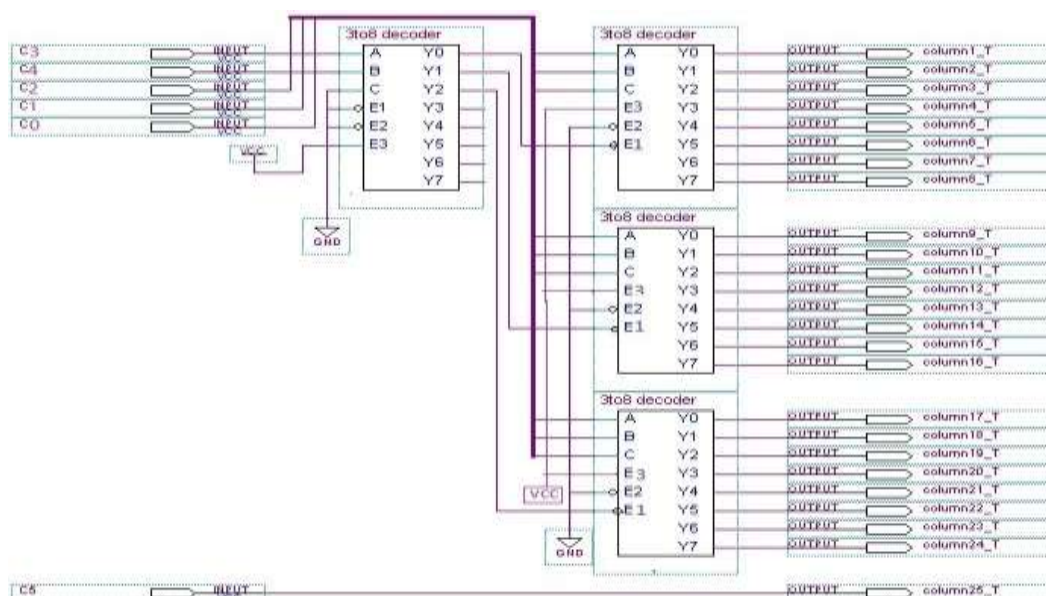 3to8 decoder
C3 INPUT VCC
C4 INPUT VCC
C2 INPUT VCC
C1 INPUT VCC
C0 INPUT VCC
VCC
A Y0
B Y1
C Y2
E1 Y3
E2 Y4
E3 Y5
Y6
Y7
GND
3to8 decoder
A Y0 OUTPUT column1_T
B Y1 OUTPUT column2_T
C Y2 OUTPUT column3_T
E3 Y3 OUTPUT column4_T
E2 Y4 OUTPUT column5_T
E1 Y5 OUTPUT column6_T
Y6 OUTPUT column7_T
Y7 OUTPUT column8_T
3to8 decoder
A Y0 OUTPUT column9_T
B Y1 OUTPUT column10_T
C Y2 OUTPUT column11_T
E3 Y3 OUTPUT column12_T
E2 Y4 OUTPUT column13_T
E1 Y5 OUTPUT column14_T
Y6 OUTPUT column15_T
Y7 OUTPUT column16_T
3to8 decoder
A Y0 OUTPUT column17_T
B Y1 OUTPUT column18_T
C Y2 OUTPUT column19_T
E3 Y3 OUTPUT column20_T
E2 Y4 OUTPUT column21_T
E1 Y5 OUTPUT column22_T
Y6 OUTPUT column23_T
Y7 OUTPUT column24_T
VCC
GND
C5 INPUT OUTPUT column25_T